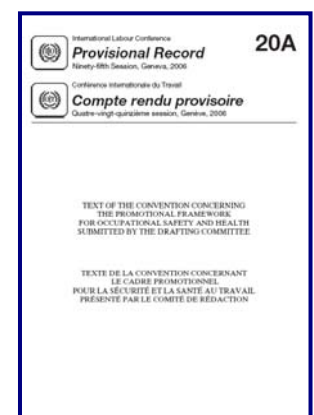 International Labour Conference
Provisional Record
20A
Ninety-fifth Session, Geneva, 2006
Conférence internationale du Travail
Compte rendu provisoire
Quatre-vingt-quinzième session, Genève, 2006
TEXT OF THE CONVENTION CONCERNING
THE PROMOTIONAL FRAMEWORK
FOR OCCUPATIONAL SAFETY AND HEALTH
SUBMITTED BY THE DRAFTING COMMITTEE
TEXTE DE LA CONVENTION CONCERNANT
LE CADRE PROMOTIONNEL
POUR LA SÉCURITÉ ET LA SANTÉ AU TRAVAIL
PRÉSENTÉ PAR LE COMITÉ DE RÉDACTION